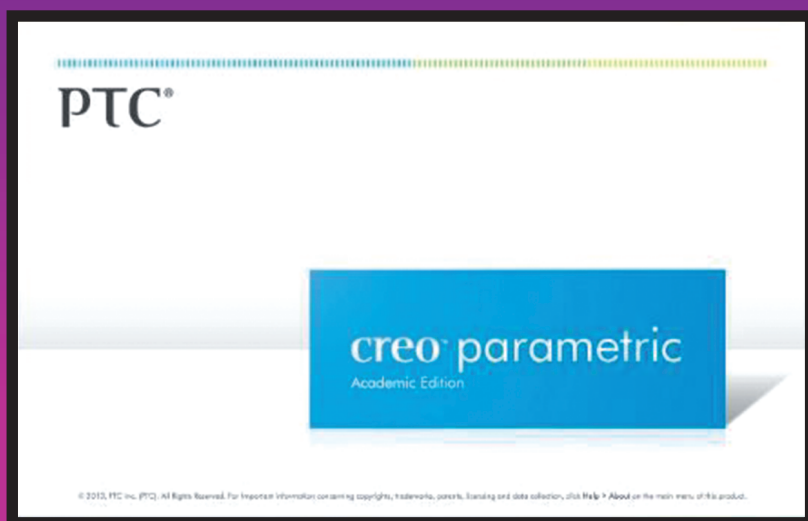 PTC®
creo™ parametric
Academic Edition
© 2013, PTC Inc. (PTC). All Rights Reserved. For Important information concerning copyrights, trademarks, patents, licensing and data collection, click Help > About on the main menu of this product.